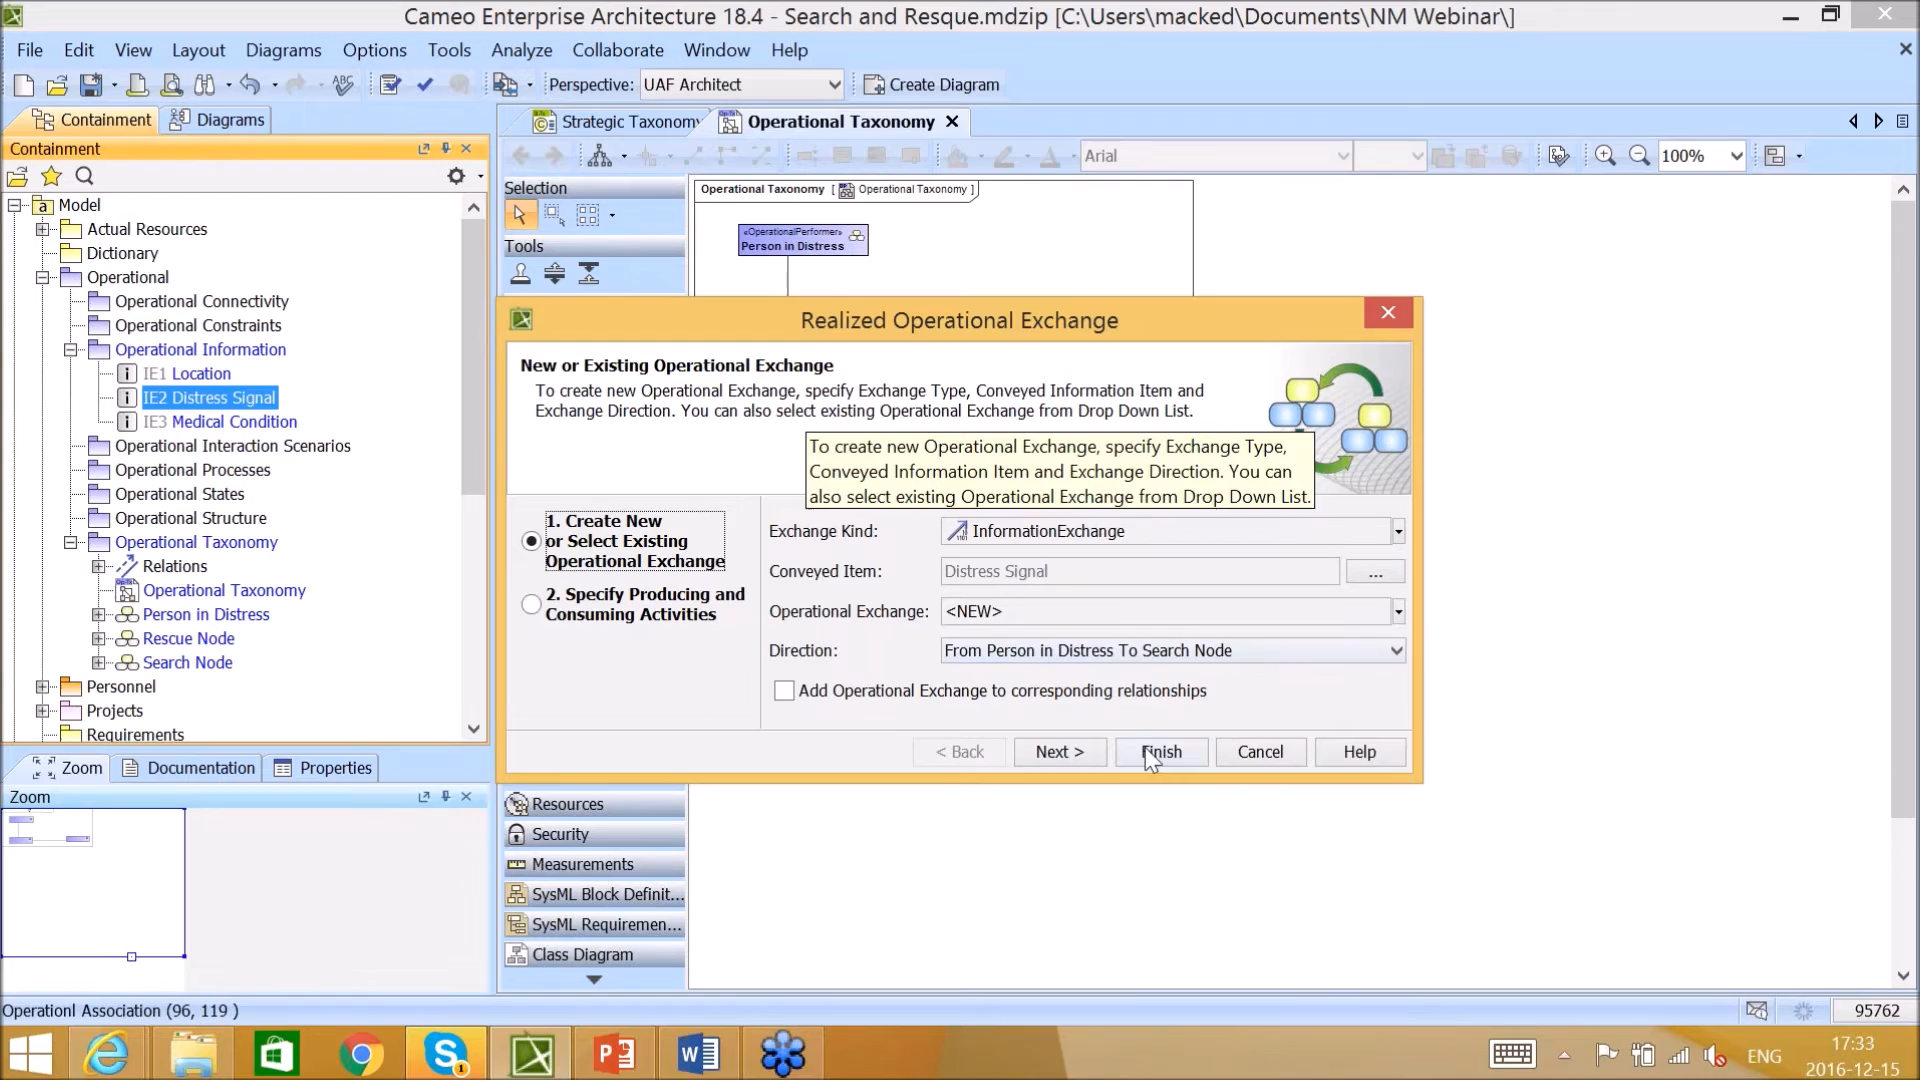 Cameo Enterprise Architecture 18.4 - Search and Resque.mdzip [C:\Users\macked\Documents\NM Webinar\]
File Edit View Layout Diagrams Options Tools Analyze Collaborate Window Help
Perspective: UAF Architect Create Diagram
Containment Diagrams
Strategic Taxonomy Operational Taxonomy
Containment
Arial 100%
Model
Actual Resources
Dictionary
Operational
Operational Connectivity
Operational Constraints
Operational Information
IE1 Location
IE2 Distress Signal
IE3 Medical Condition
Operational Interaction Scenarios
Operational Processes
Operational States
Operational Structure
Operational Taxonomy
Relations
Operational Taxonomy
Person in Distress
Rescue Node
Search Node
Personnel
Projects
Requirements
Selection
Tools
Operational Taxonomy [ Operational Taxonomy ]
«OperationalPerformer»
Person in Distress
Realized Operational Exchange
New or Existing Operational Exchange
To create new Operational Exchange, specify Exchange Type, Conveyed Information Item and
Exchange Direction. You can also select existing Operational Exchange from Drop Down List.
To create new Operational Exchange, specify Exchange Type,
Conveyed Information Item and Exchange Direction. You can
also select existing Operational Exchange from Drop Down List.
1. Create New
or Select Existing
Operational Exchange
2. Specify Producing and
Consuming Activities
Exchange Kind: InformationExchange
Conveyed Item: Distress Signal ...
Operational Exchange: <NEW>
Direction: From Person in Distress To Search Node
Add Operational Exchange to corresponding relationships
< Back Next > Finish Cancel Help
Zoom Documentation Properties
Zoom
Resources
Security
Measurements
SysML Block Definit...
SysML Requiremen...
Class Diagram
Operationl Association (96, 119 )
95762
ENG
17:33
2016-12-15